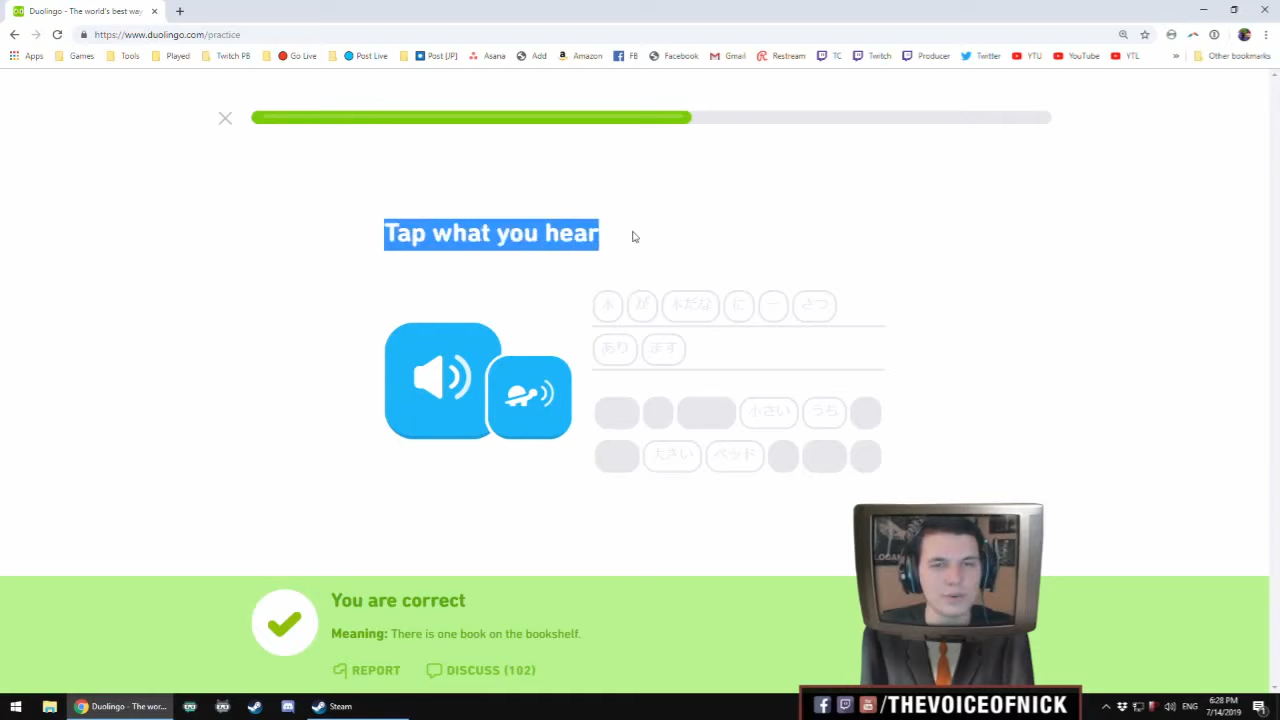 Duolingo - The world's best way
https://www.duolingo.com/practice
Apps Games Tools Played Twitch PB Go Live Post Live Post [JP] Asana Add Amazon FB Facebook Gmail Restream TC Twitch Producer Twitter YTU YouTube YTL » Other bookmarks
Tap what you hear
本 が 本だな に 一 さつ
あり ます
小さい うち
大きい ベッド
You are correct
Meaning: There is one book on the bookshelf.
REPORT DISCUSS (102)
/THEVOICEOFNICK
Duolingo - The wor... Steam ENG 6:28 PM
7/14/2019